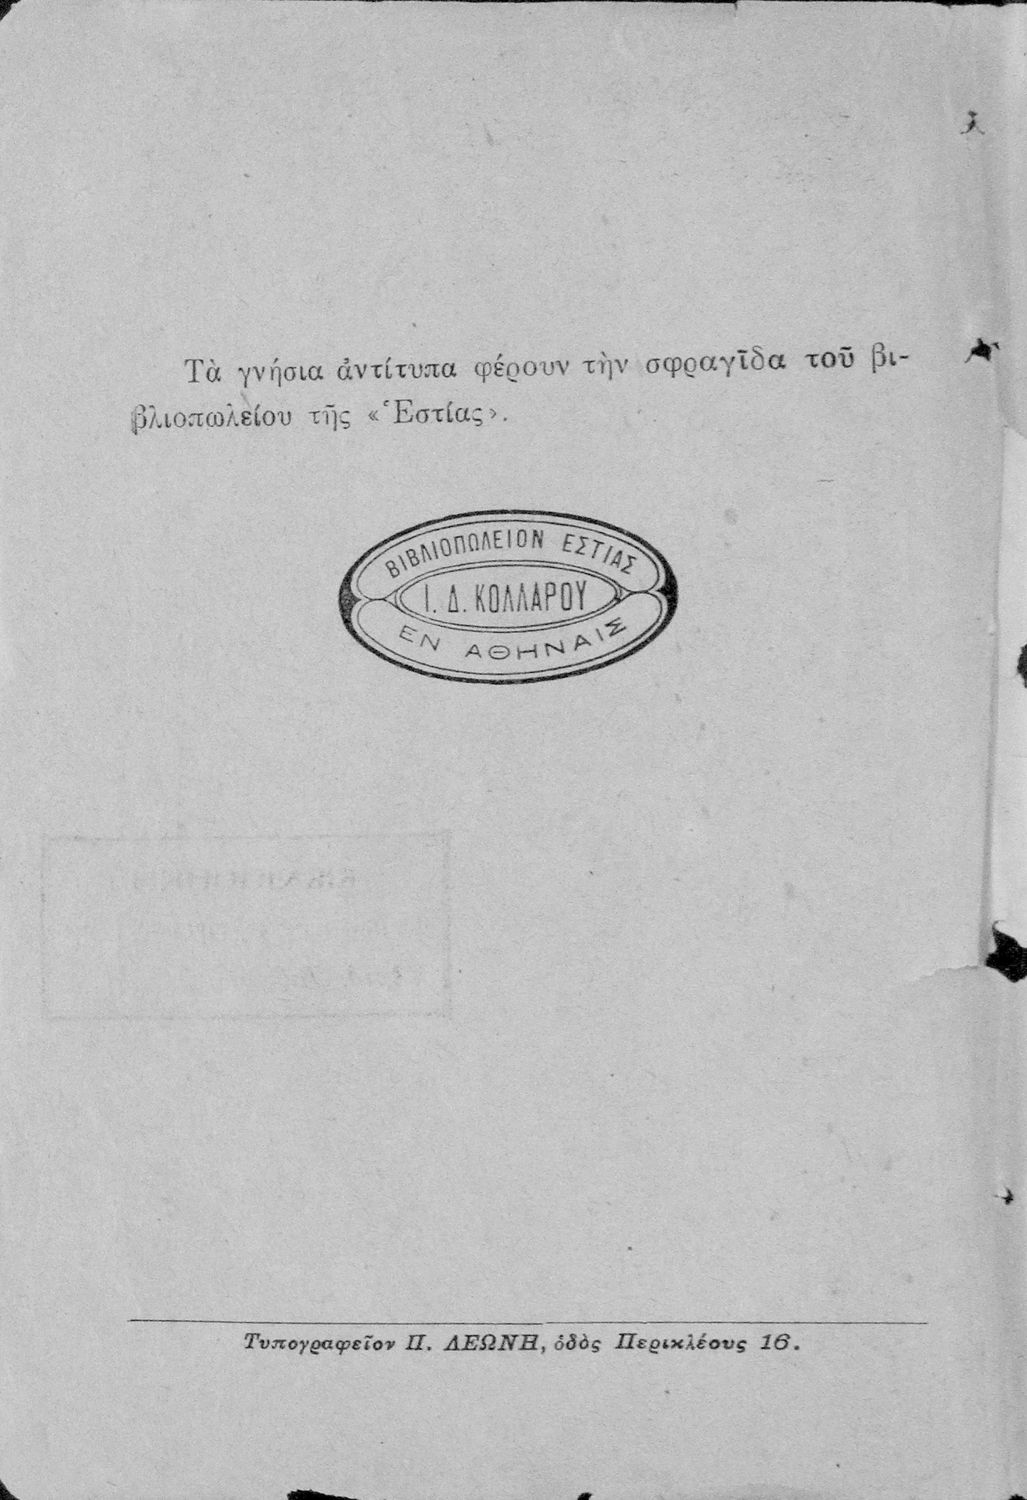 Τὰ γνήσια ἀντίτυπα φέρουν τὴν σφραγῖδα τοῦ βι-
βλιοπωλείου τῆς «Ἑστίας».
ΒΙΒΛΙΟΠΩΛΕΙΟΝ ΕΣΤΙΑΣ
Ι. Δ. ΚΟΛΛΑΡΟΥ
ΕΝ ΑΘΗΝΑΙΣ
Τυπογραφεῖον Π. ΛΕΩΝΗ, ὁδὸς Περικλέους 16.